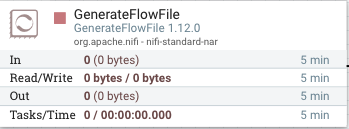 GenerateFlowFile
GenerateFlowFile 1.12.0
org.apache.nifi - nifi-standard-nar
In 0 (0 bytes) 5 min
Read/Write 0 bytes / 0 bytes 5 min
Out 0 (0 bytes) 5 min
Tasks/Time 0 / 00:00:00.000 5 min